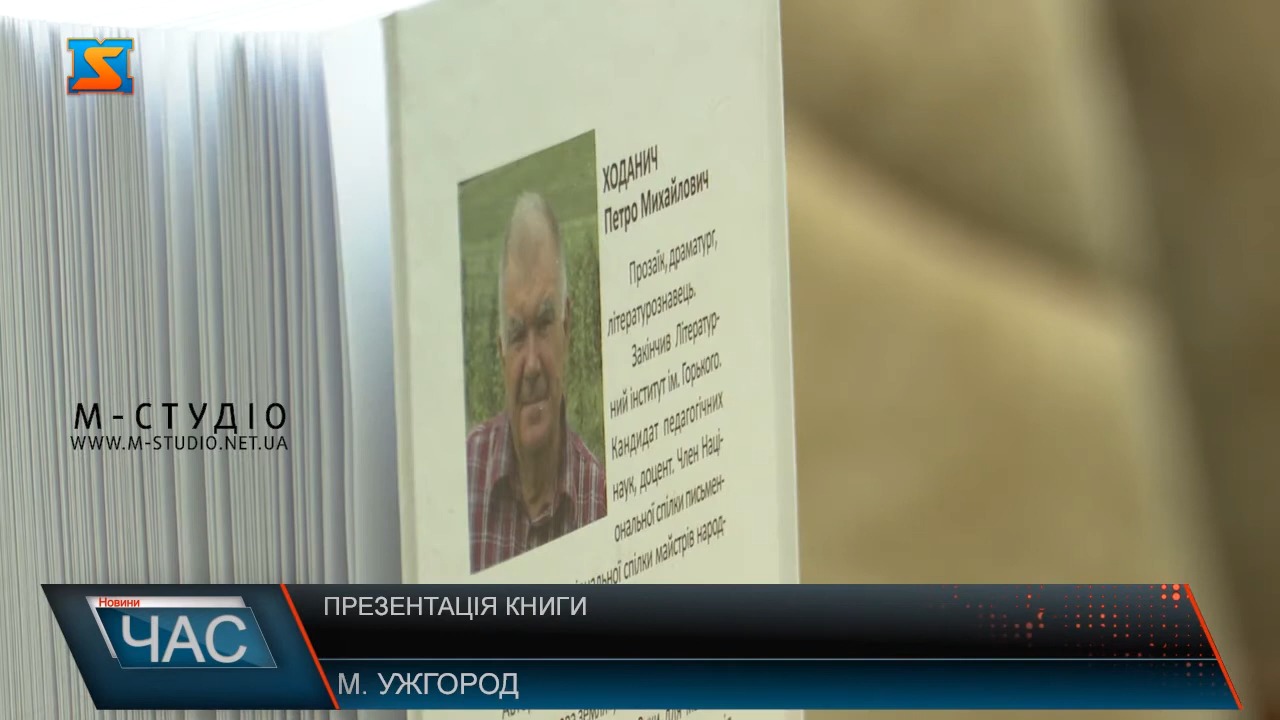 ХОДАНИЧ
Петро Михайлович
Прозаїк, драматург,
літературознавець.
Закінчив Літератур-
ний інститут ім. Горького.
Кандидат педагогічних
наук, доцент. Член Наці-
ональної спілки письмен-
спілки майстрів народ-
М-СТУДІО
WWW.M-STUDIO.NET.UA
Новини
ЧАС
ПРЕЗЕНТАЦІЯ КНИГИ
М. УЖГОРОД